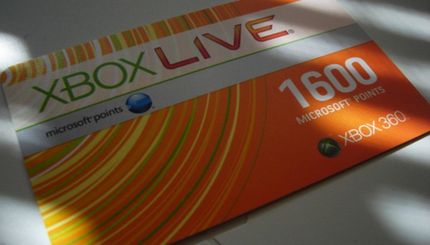 XBOX LIVE
microsoft points
1600
MICROSOFT POINTS
XBOX 360